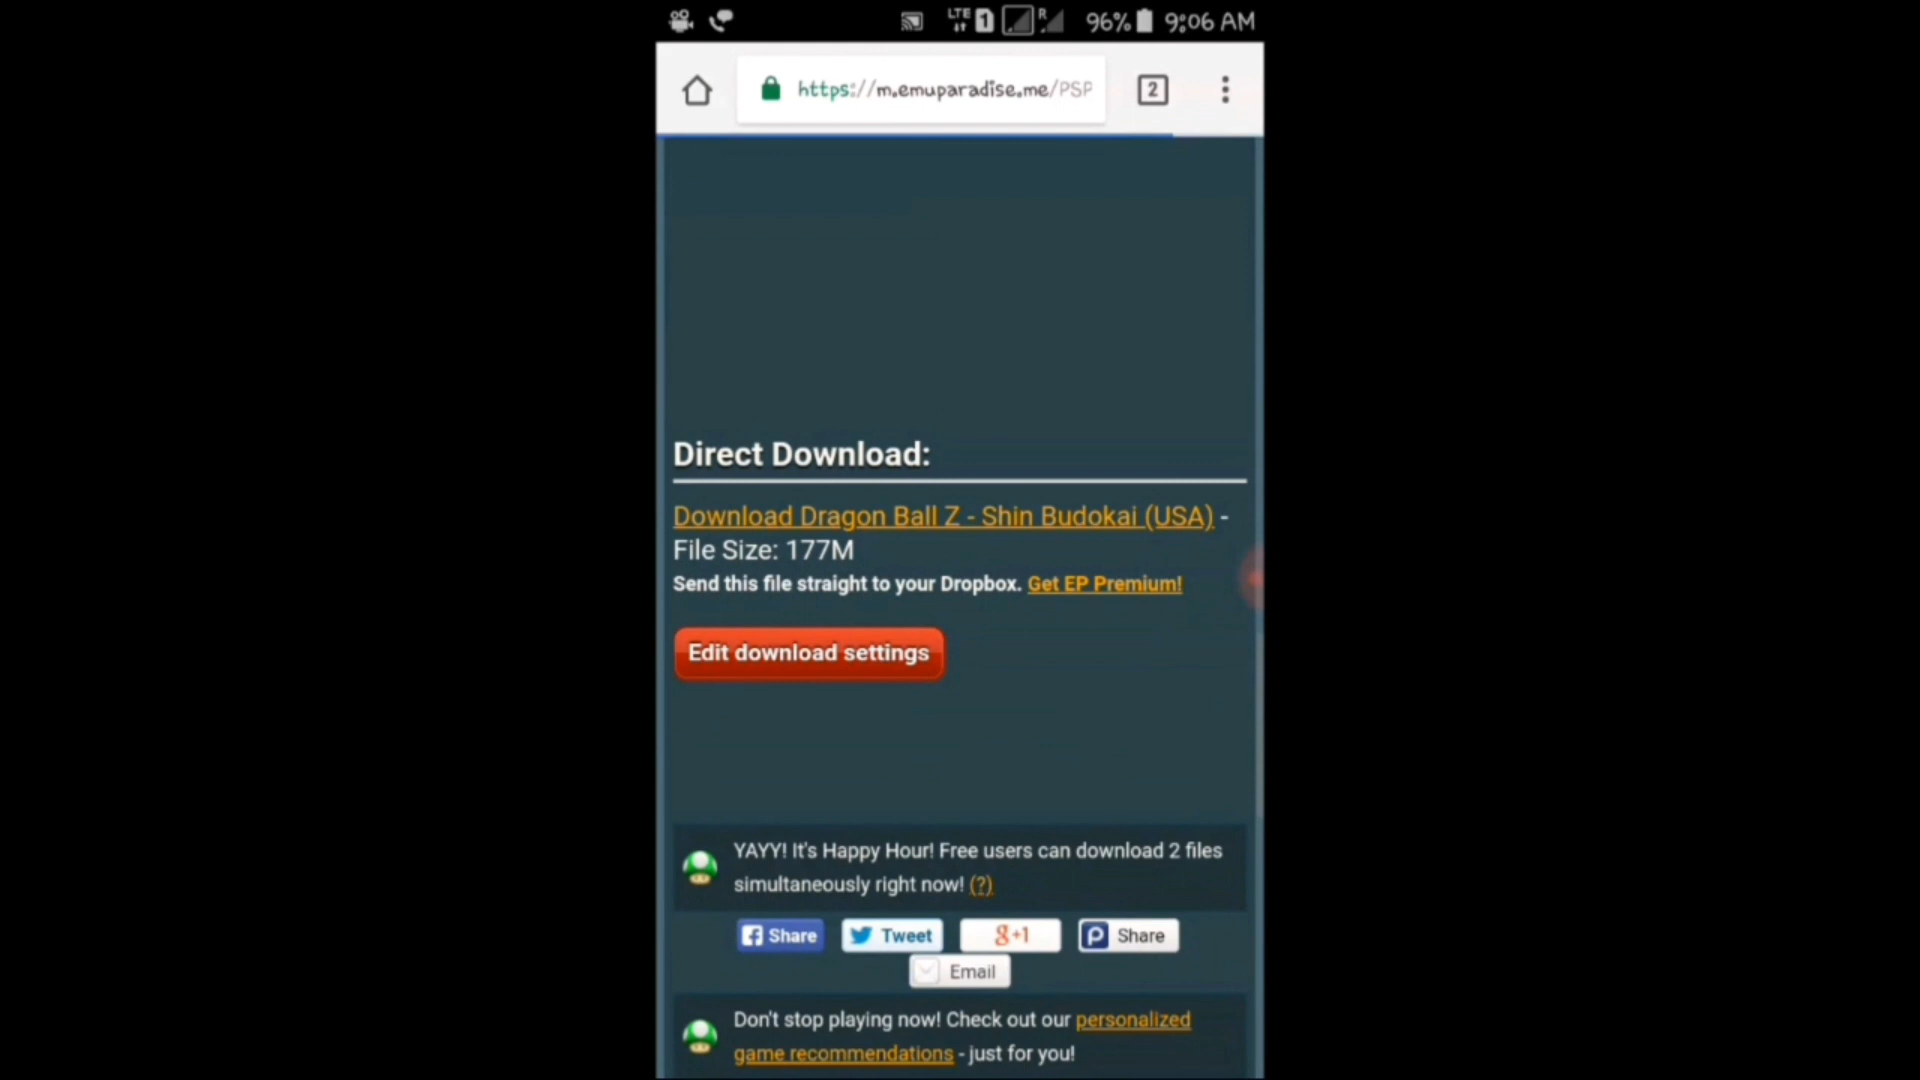 LTE 1 R 96% 9:06 AM
https://m.emuparadise.me/PSP 2
Direct Download:
Download Dragon Ball Z - Shin Budokai (USA) -
File Size: 177M
Send this file straight to your Dropbox. Get EP Premium!
Edit download settings
YAYY! It's Happy Hour! Free users can download 2 files
simultaneously right now! (?)
Share Tweet g+1 Share
Email
Don't stop playing now! Check out our personalized
game recommendations - just for you!